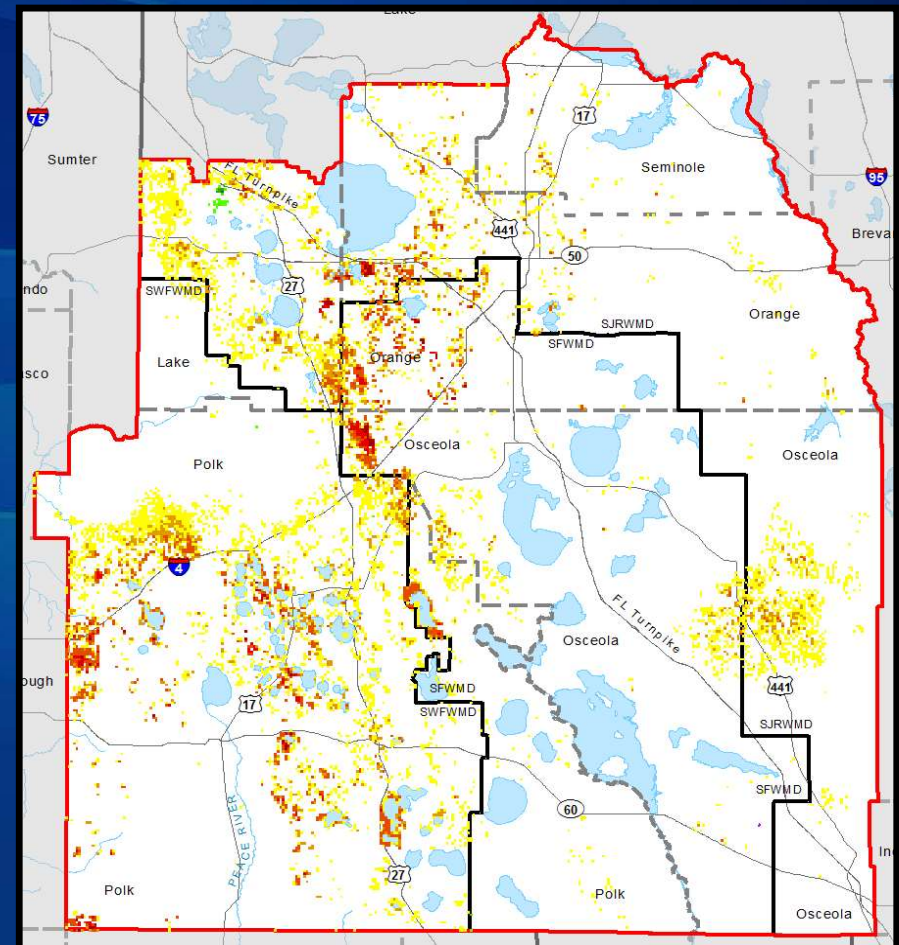 Lake
75
17
Sumter
Seminole
FL Turnpike
95
441
Brevar
50
27
ndo
SWFWMD
Orange
SJRWMD
SFWMD
Orange
Lake
sco
Osceola
Osceola
Polk
4
FL Turnpike
Osceola
ough
SFWMD
441
17
SWFWMD
SJRWMD
SFWMD
60
PEACE RIVER
27
In
Polk
Polk
Osceola